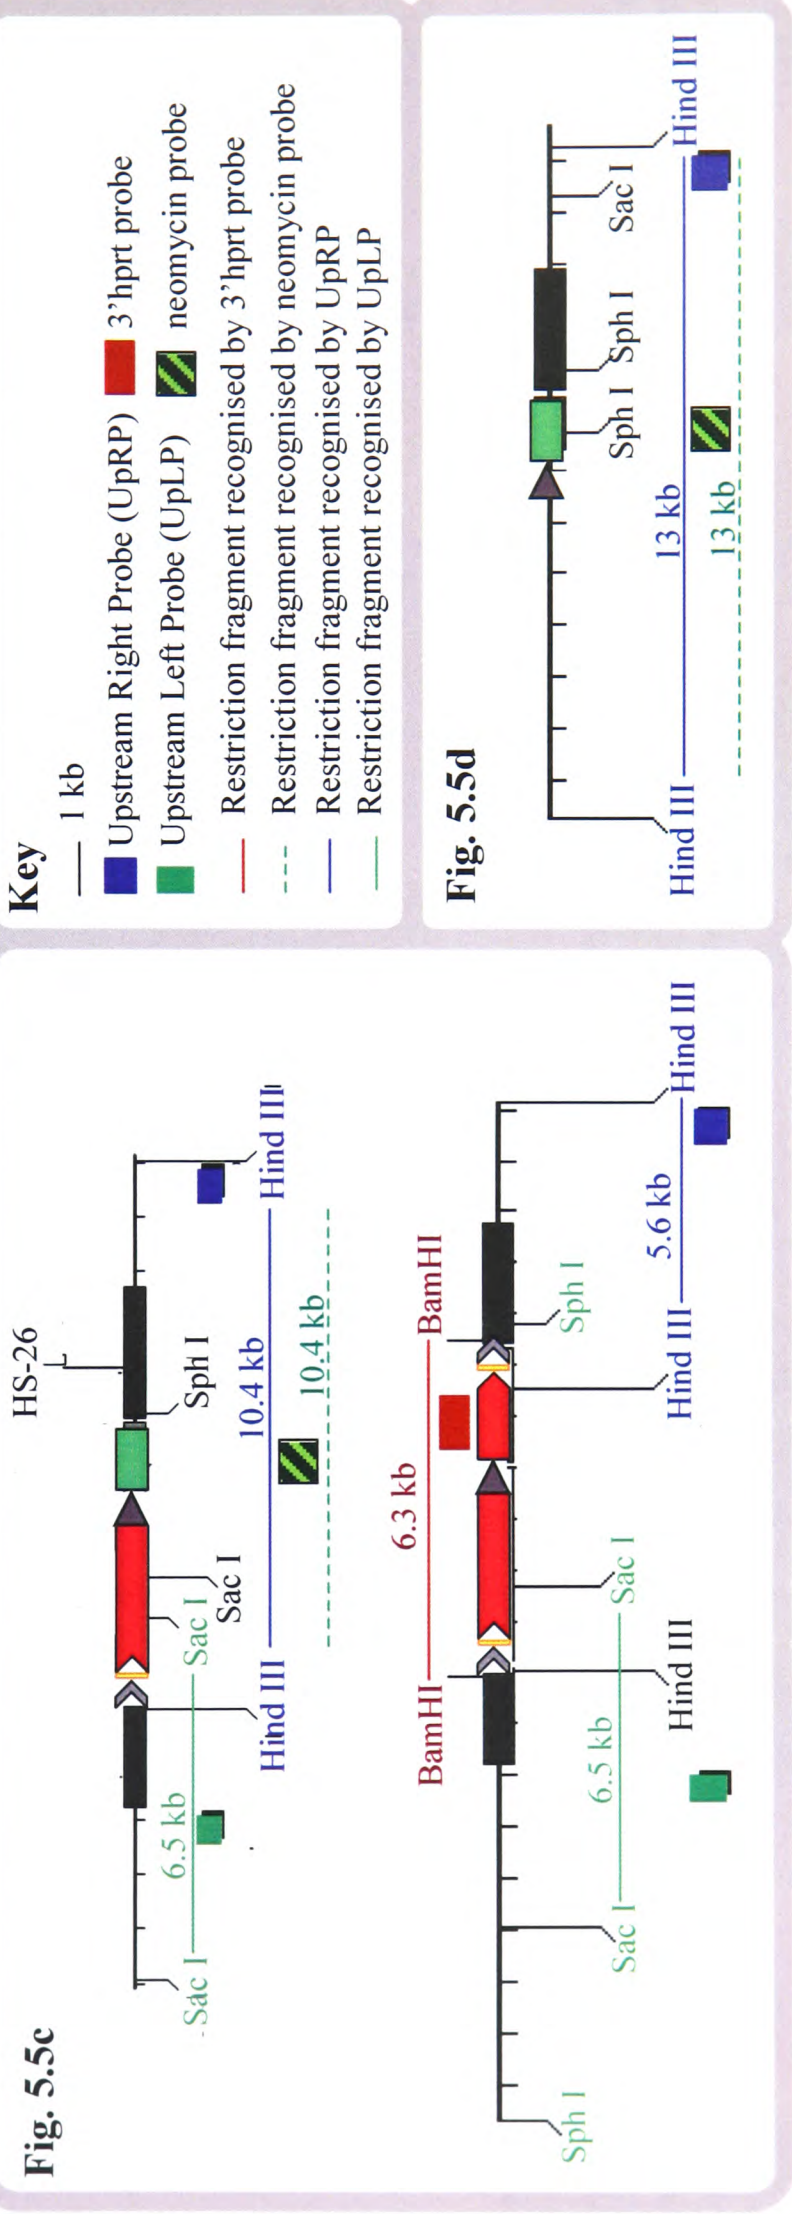 Fig. 5.5c
HS-26
Sac I
6.5 kb
Sac I
Sac I
Sph I
Hind III
10.4 kb
Hind III
10.4 kb
6.3 kb
BamHI
BamHI
Sph I
Sac I
6.5 kb
Sac I
Sph I
Hind III
Hind III
5.6 kb
Hind III
Key
1 kb
Upstream Right Probe (UpRP)
3'hprt probe
Upstream Left Probe (UpLP)
neomycin probe
Restriction fragment recognised by 3'hprt probe
Restriction fragment recognised by neomycin probe
Restriction fragment recognised by UpRP
Restriction fragment recognised by UpLP
Fig. 5.5d
Sph I
Sph I
Sac I
Hind III
13 kb
Hind III
13 kb